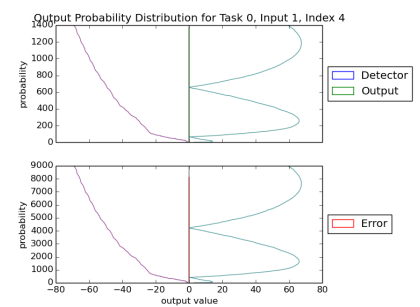 Output Probability Distribution for Task 0, Input 1, Index 4
1400
1200
1000
800
600
400
200
0
probability
Detector
Output
9000
8000
7000
6000
5000
4000
3000
2000
1000
0
probability
Error
−80 −60 −40 −20 0 20 40 60 80
output value